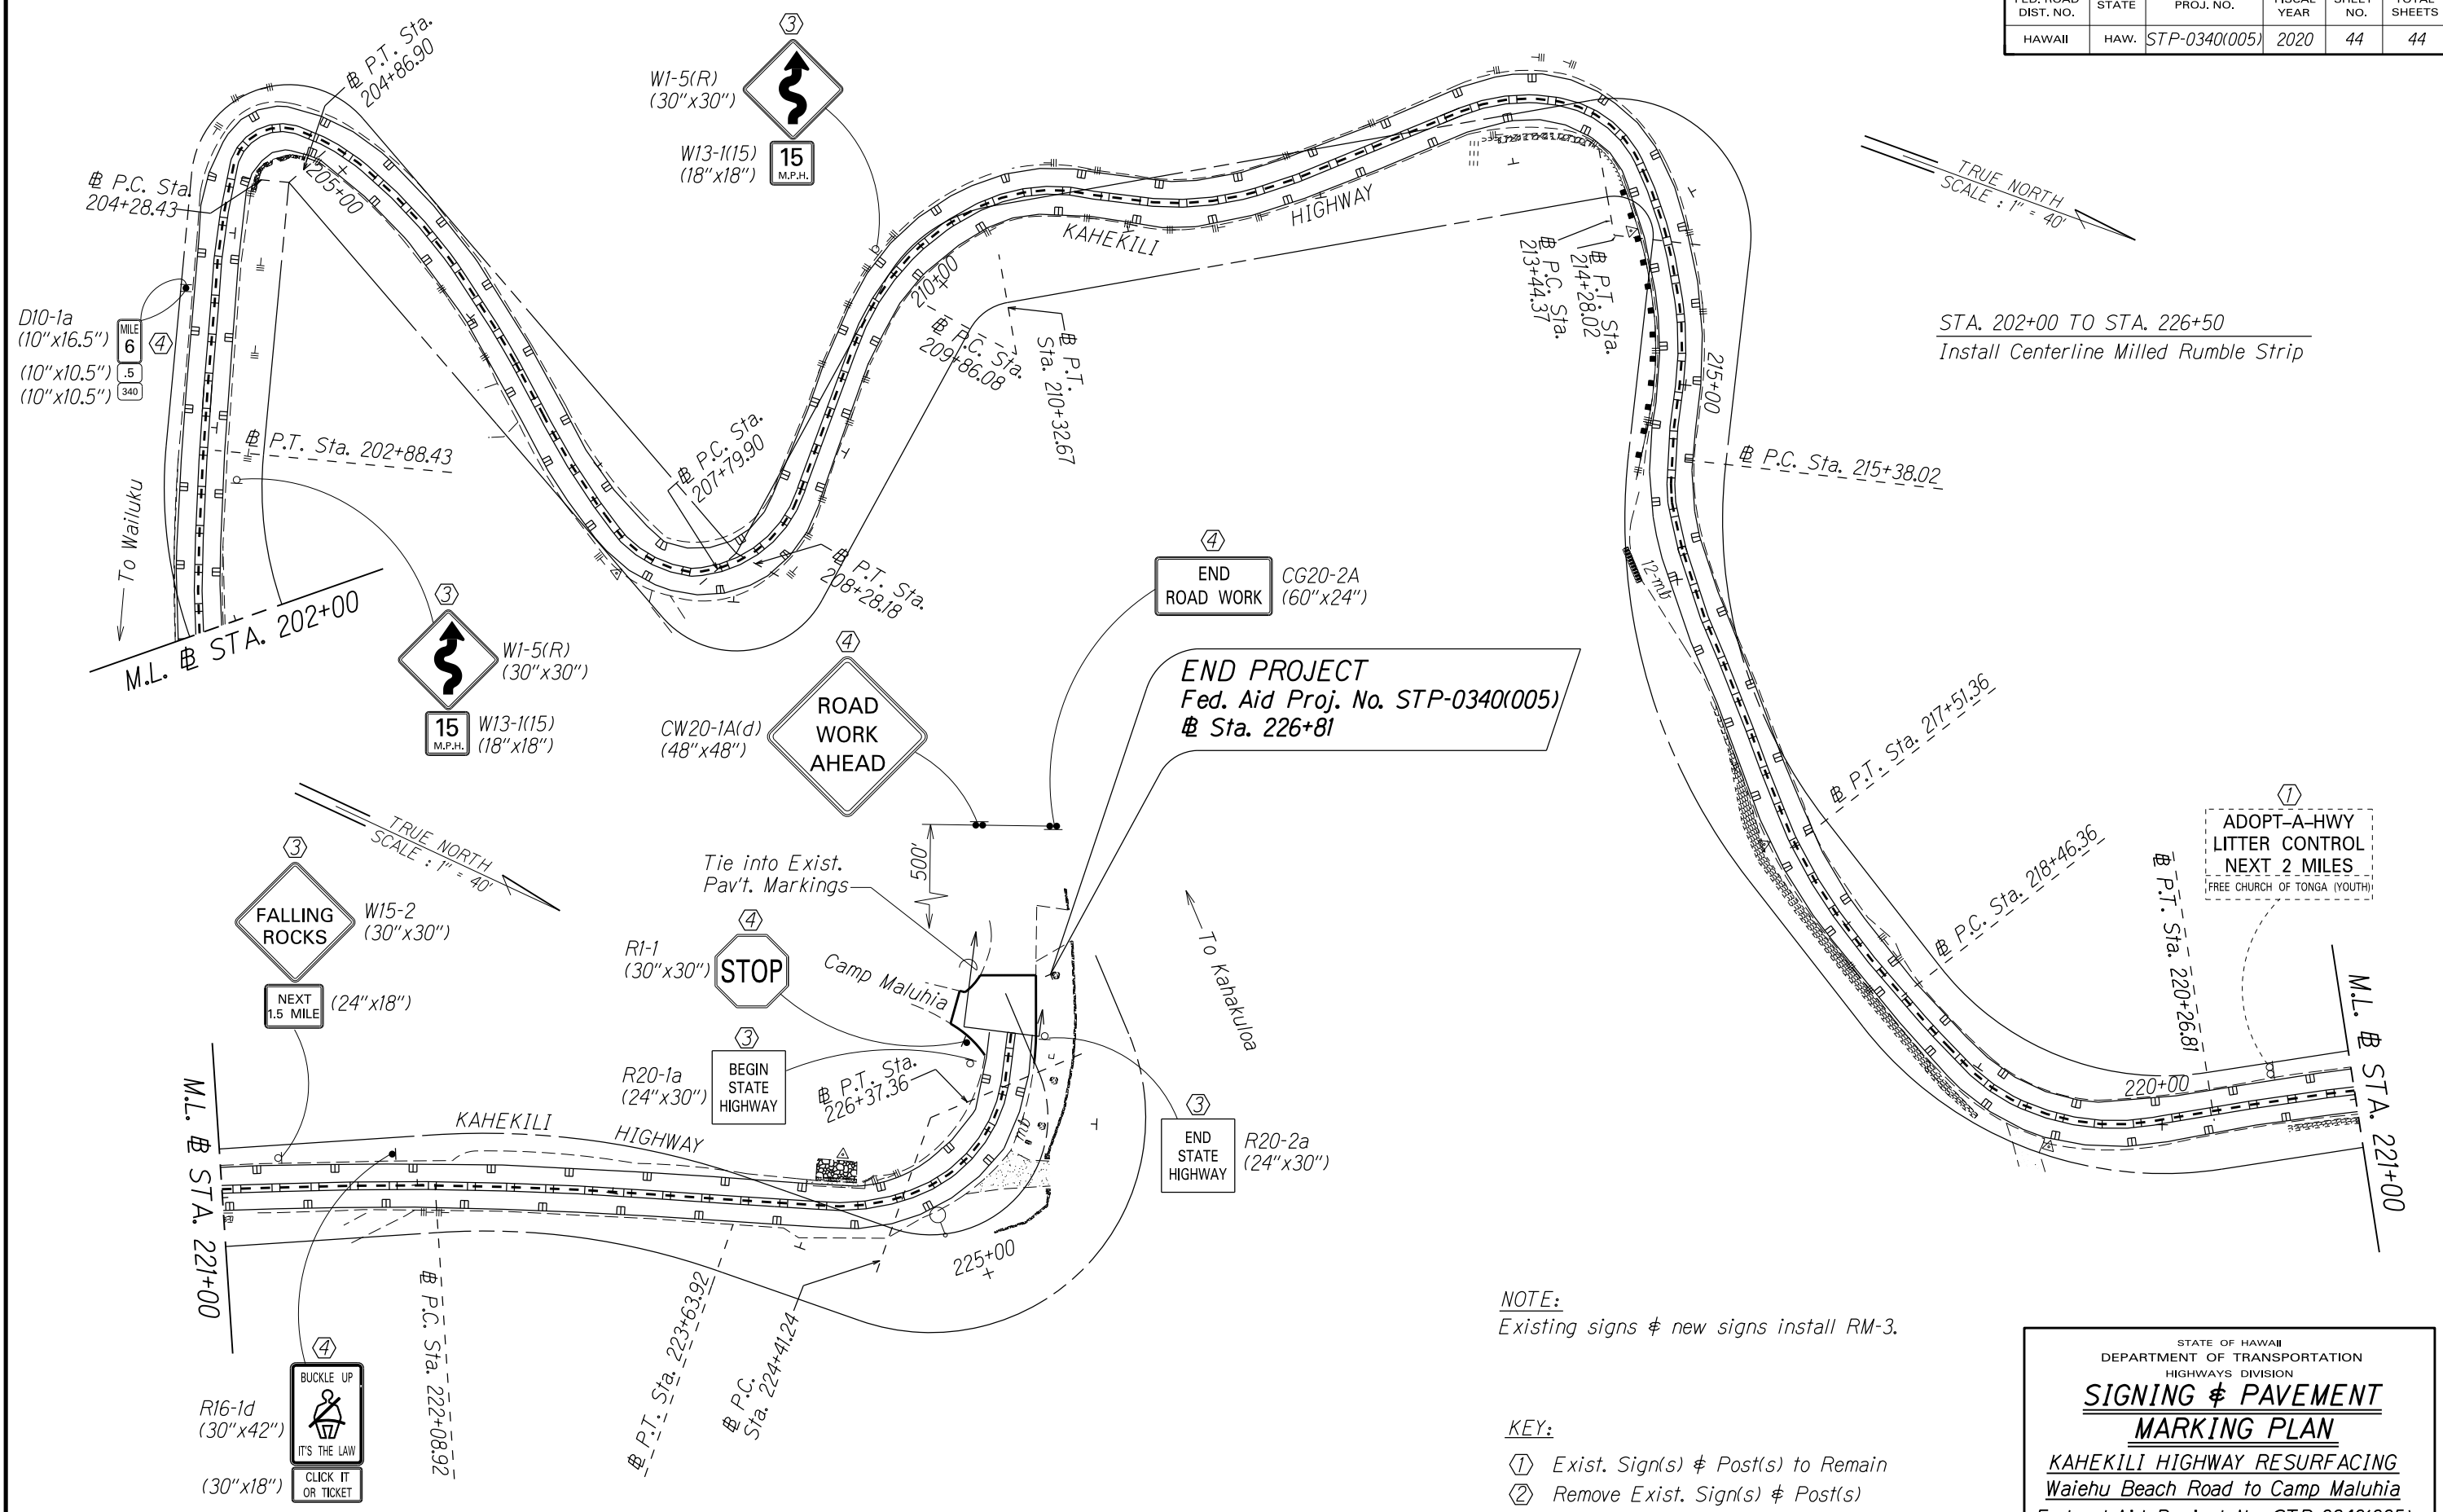 DIST. NO.
STATE
PROJ. NO.
YEAR
NO.
SHEETS
HAWAII
HAW.
STP-0340(005)
2020
44
44
℄ P.T. Sta.
204+86.90
℄ P.C. Sta.
204+28.43
205+00
3
W1-5(R)
(30"x30")
W13-1(15)
(18"x18")
15
M.P.H.
TRUE NORTH
SCALE : 1" = 40'
STA. 202+00 TO STA. 226+50
Install Centerline Milled Rumble Strip
D10-1a
(10"x16.5")
MILE
6
4
(10"x10.5")
.5
(10"x10.5")
340
℄ P.T. Sta. 202+88.43
To Wailuku
M.L. ℄ STA. 202+00
3
W1-5(R)
(30"x30")
15
M.P.H.
W13-1(15)
(18"x18")
℄ P.C. Sta.
207+79.90
℄ P.T. Sta.
208+28.18
210+00
℄ P.C. Sta.
209+86.08
℄ P.T.
Sta. 210+32.67
KAHEKILI
HIGHWAY
℄ P.C. Sta.
213+44.37
℄ P.T. Sta.
214+28.02
215+00
℄ P.C. Sta. 215+38.02
12-mb
℄ P.T. Sta. 217+51.36
℄ P.C. Sta. 218+46.36
℄ P.T. Sta. 220+26.81
220+00
M.L. ℄ STA. 221+00
1
ADOPT-A-HWY
LITTER CONTROL
NEXT 2 MILES
FREE CHURCH OF TONGA (YOUTH)
4
END
ROAD WORK
CG20-2A
(60"x24")
4
ROAD
WORK
AHEAD
CW20-1A(d)
(48"x48")
END PROJECT
Fed. Aid Proj. No. STP-0340(005)
℄ Sta. 226+81
500'
Tie into Exist.
Pav't. Markings
TRUE NORTH
SCALE : 1" = 40'
3
FALLING
ROCKS
W15-2
(30"x30")
NEXT
1.5 MILE
(24"x18")
4
R1-1
(30"x30")
STOP
Camp Maluhia
To Kahakuloa
3
R20-1a
(24"x30")
BEGIN
STATE
HIGHWAY
℄ P.T. Sta.
226+37.36
mb
3
END
STATE
HIGHWAY
R20-2a
(24"x30")
M.L. ℄ STA. 221+00
KAHEKILI
HIGHWAY
225+00
℄ P.C. Sta. 222+08.92
℄ P.T. Sta. 223+63.92
℄ P.C.
Sta. 224+41.24
4
R16-1d
(30"x42")
BUCKLE UP
IT'S THE LAW
(30"x18")
CLICK IT
OR TICKET
NOTE:
Existing signs & new signs install RM-3.
KEY:
1 Exist. Sign(s) & Post(s) to Remain
2 Remove Exist. Sign(s) & Post(s)
STATE OF HAWAII
DEPARTMENT OF TRANSPORTATION
HIGHWAYS DIVISION
SIGNING & PAVEMENT
MARKING PLAN
KAHEKILI HIGHWAY RESURFACING
Waiehu Beach Road to Camp Maluhia